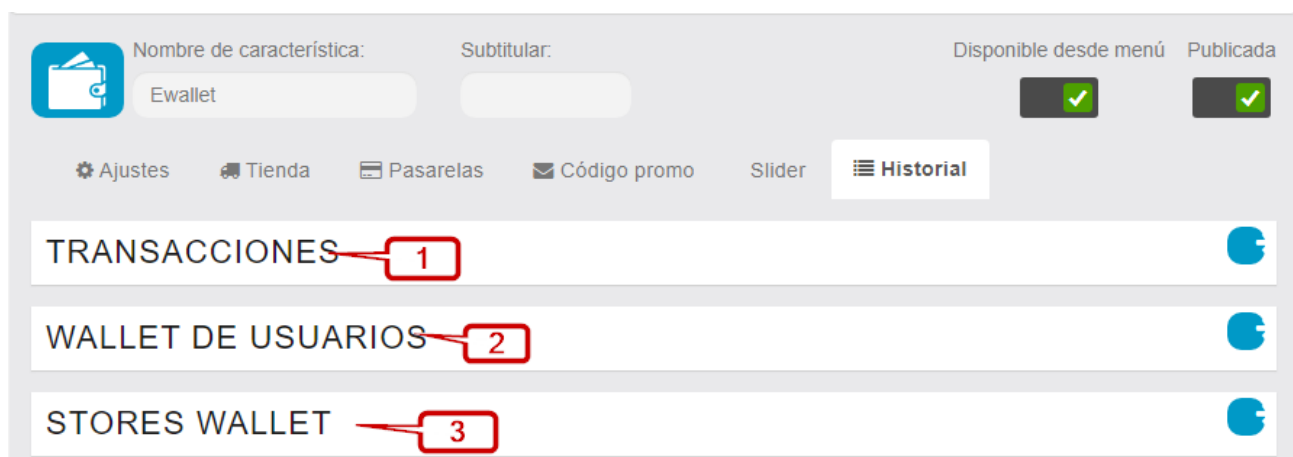 Nombre de característica: Subtitular: Disponible desde menú Publicada
Ewallet
Ajustes Tienda Pasarelas Código promo Slider Historial
TRANSACCIONES 1
WALLET DE USUARIOS 2
STORES WALLET 3